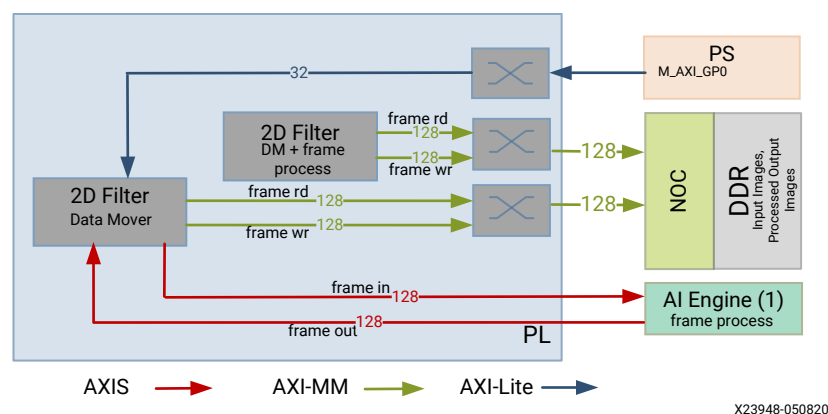 PS
M_AXI_GP0
32
2D Filter
DM + frame
process
frame rd
128
128
frame wr
128
2D Filter
Data Mover
frame rd
128
128
frame wr
128
NOC
DDR
Input Images,
Processed Output
Images
frame in
128
AI Engine (1)
frame process
128
frame out
PL
AXIS
AXI-MM
AXI-Lite
X23948-050820